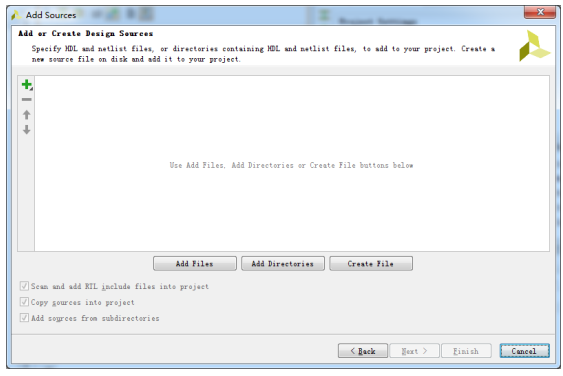 Add Sources
Project Settings
Add or Create Design Sources
Specify HDL and netlist files, or directories containing HDL and netlist files, to add to your project. Create a
new source file on disk and add it to your project.
Use Add Files, Add Directories or Create File buttons below
Add Files
Add Directories
Create File
Scan and add RTL include files into project
Copy sources into project
Add sources from subdirectories
< Back
Next >
Finish
Cancel